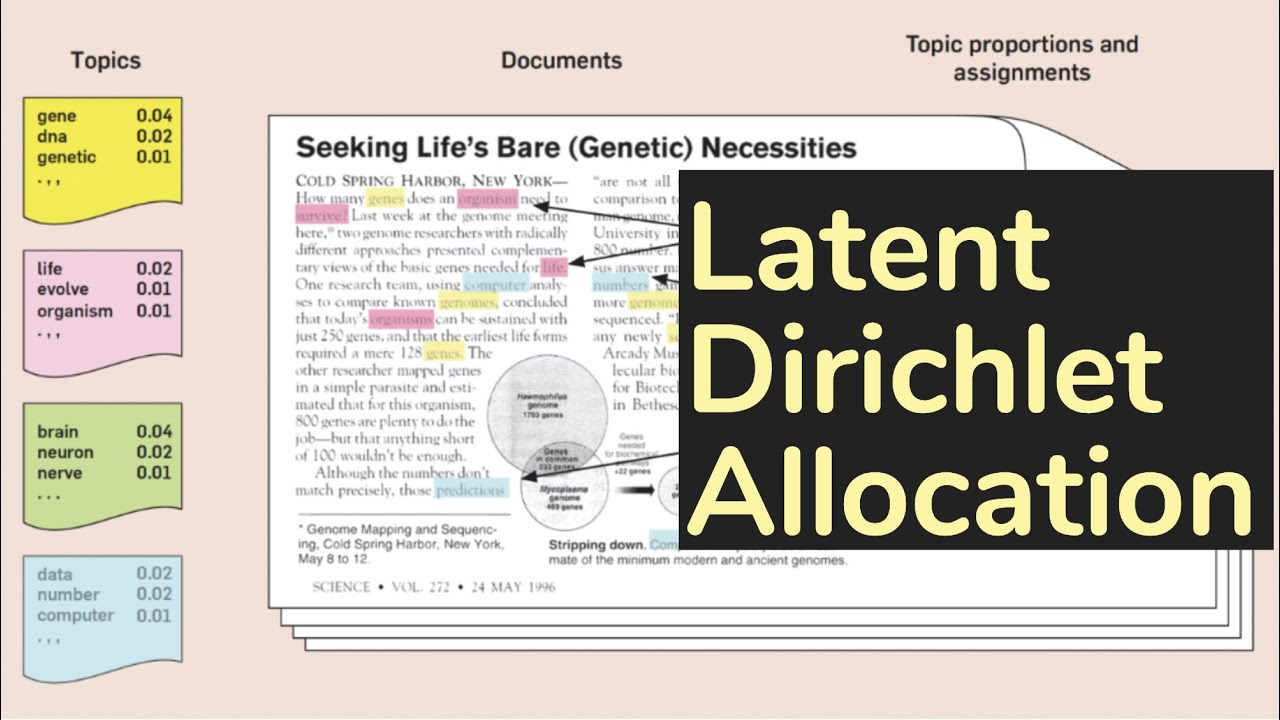 Topics
Documents
Topic proportions and
assignments
gene 0.04
dna 0.02
genetic 0.01
. , ,
life 0.02
evolve 0.01
organism 0.01
. , ,
brain 0.04
neuron 0.02
nerve 0.01
. . .
data 0.02
number 0.02
computer 0.01
. , ,
Seeking Life's Bare (Genetic) Necessities
COLD SPRING HARBOR, NEW YORK—
How many genes does an organism need to
survive? Last week at the genome meeting
here,* two genome researchers with radically
different approaches presented complemen-
tary views of the basic genes needed for life.
One research team, using computer analy-
ses to compare known genomes, concluded
that today's organisms can be sustained with
just 250 genes, and that the earliest life forms
required a mere 128 genes. The
other researcher mapped genes
in a simple parasite and esti-
mated that for this organism,
800 genes are plenty to do the
job—but that anything short
of 100 wouldn't be enough.
Although the numbers don't
match precisely, those predictions
* Genome Mapping and Sequenc-
ing, Cold Spring Harbor, New York,
May 8 to 12.
"are not all
comparison to
man genome,
University in
800 number.
sus answer
numbers
more genome
sequenced. "
any newly
Arcady
lecular
for Biotech
in Bethes
Haemophilus
genome
1703 genes
Genes
in common
233 genes
Mycoplasma
genome
469 genes
Genes
needed
for biochemical
+22 genes
Stripping down.
mate of the minimum modern and ancient genomes.
SCIENCE • VOL. 272 • 24 MAY 1996
Latent
Dirichlet
Allocation